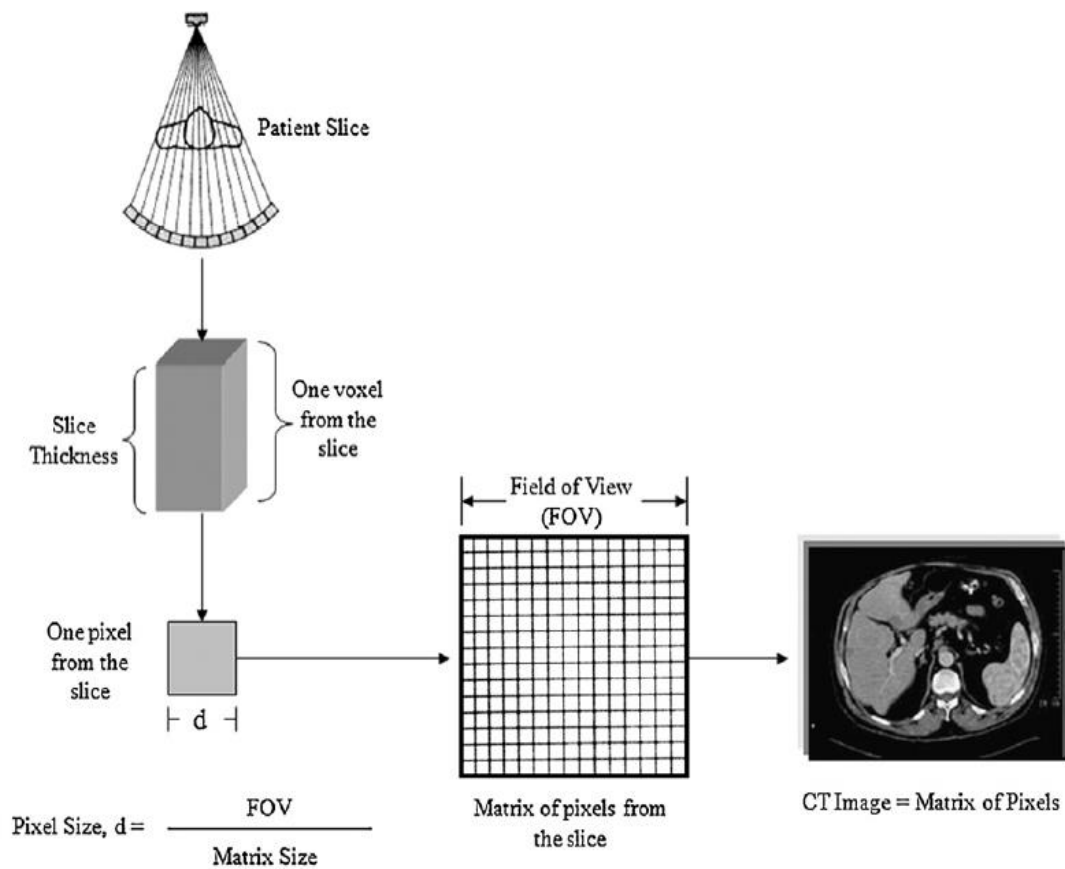 Patient Slice
Slice
Thickness
One voxel
from the
slice
Field of View
(FOV)
One pixel
from the
slice
d
Pixel Size, d =
FOV
Matrix Size
Matrix of pixels from
the slice
CT Image = Matrix of Pixels